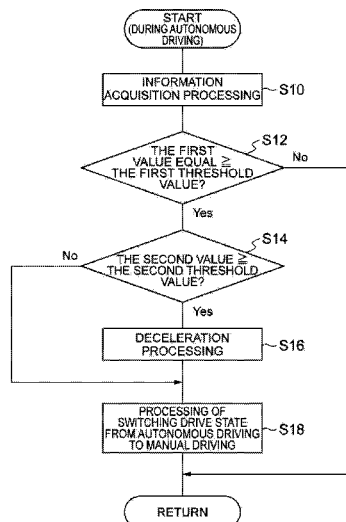 START
(DURING AUTONOMOUS
DRIVING)
INFORMATION
ACQUISITION PROCESSING
S10
S12
THE FIRST
VALUE EQUAL ≧
THE FIRST THRESHOLD
VALUE?
No
Yes
S14
No
THE SECOND VALUE ≧
THE SECOND THRESHOLD
VALUE?
Yes
DECELERATION
PROCESSING
S16
PROCESSING OF
SWITCHING DRIVE STATE
FROM AUTONOMOUS DRIVING
TO MANUAL DRIVING
S18
RETURN